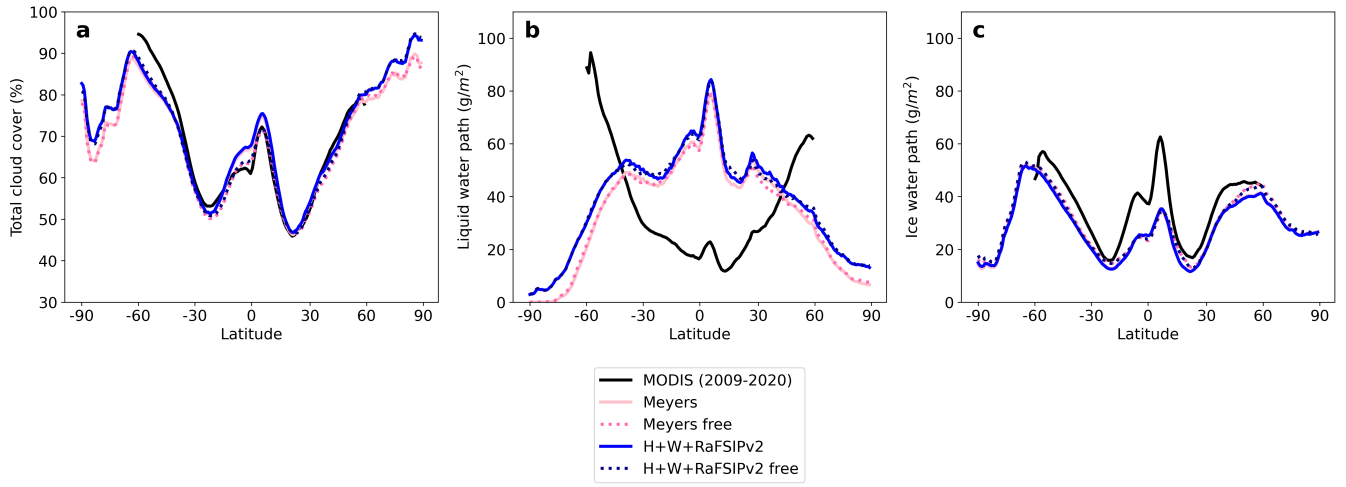 a
Total cloud cover (%)
100
90
80
70
60
50
40
30
-90
-60
-30
0
30
60
90
Latitude
b
Liquid water path (g/m²)
100
80
60
40
20
0
-90
-60
-30
0
30
60
90
Latitude
c
Ice water path (g/m²)
100
80
60
40
20
0
-90
-60
-30
0
30
60
90
Latitude
MODIS (2009-2020)
Meyers
Meyers free
H+W+RaFSIPv2
H+W+RaFSIPv2 free